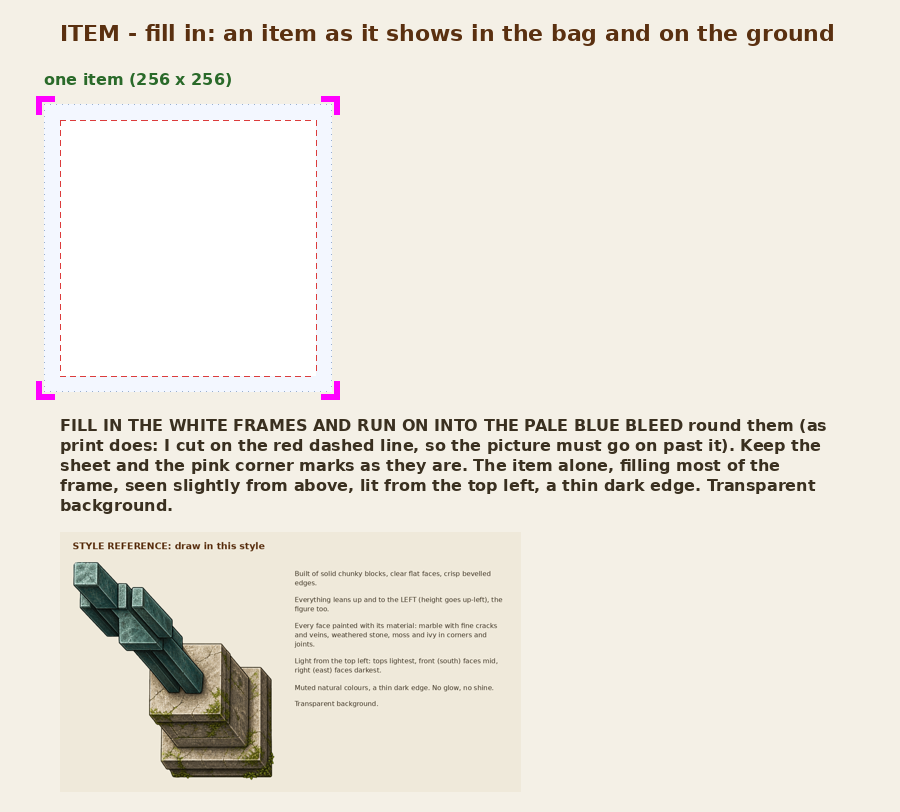 ITEM - fill in: an item as it shows in the bag and on the ground
one item (256 x 256)
FILL IN THE WHITE FRAMES AND RUN ON INTO THE PALE BLUE BLEED round them (as
print does: I cut on the red dashed line, so the picture must go on past it). Keep the
sheet and the pink corner marks as they are. The item alone, filling most of the
frame, seen slightly from above, lit from the top left, a thin dark edge. Transparent
background.
STYLE REFERENCE: draw in this style
Built of solid chunky blocks, clear flat faces, crisp bevelled
edges.
Everything leans up and to the LEFT (height goes up-left), the
figure too.
Every face painted with its material: marble with fine cracks
and veins, weathered stone, moss and ivy in corners and
joints.
Light from the top left: tops lightest, front (south) faces mid,
right (east) faces darkest.
Muted natural colours, a thin dark edge. No glow, no shine.
Transparent background.